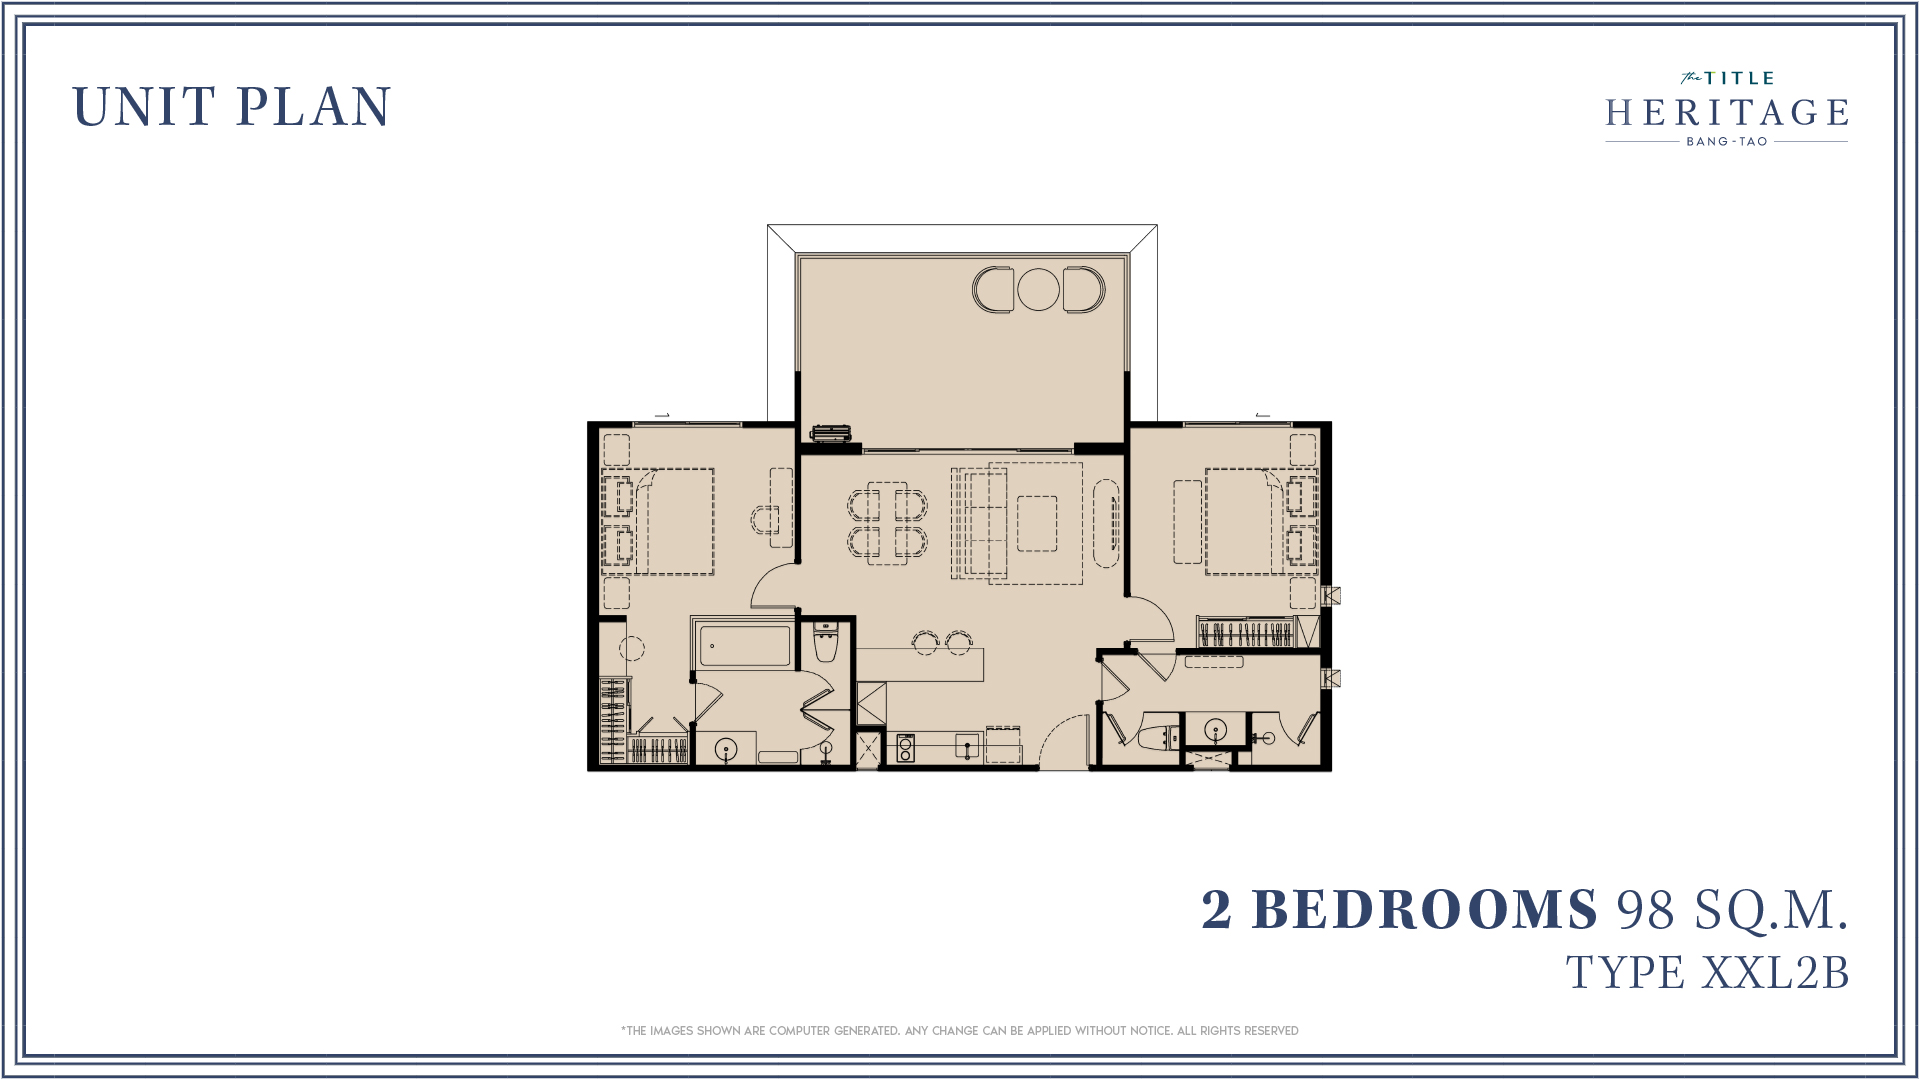 UNIT PLAN
the TITLE
HERITAGE
BANG-TAO
2 BEDROOMS 98 SQ.M.
TYPE XXL2B
*THE IMAGES SHOWN ARE COMPUTER GENERATED. ANY CHANGE CAN BE APPLIED WITHOUT NOTICE. ALL RIGHTS RESERVED